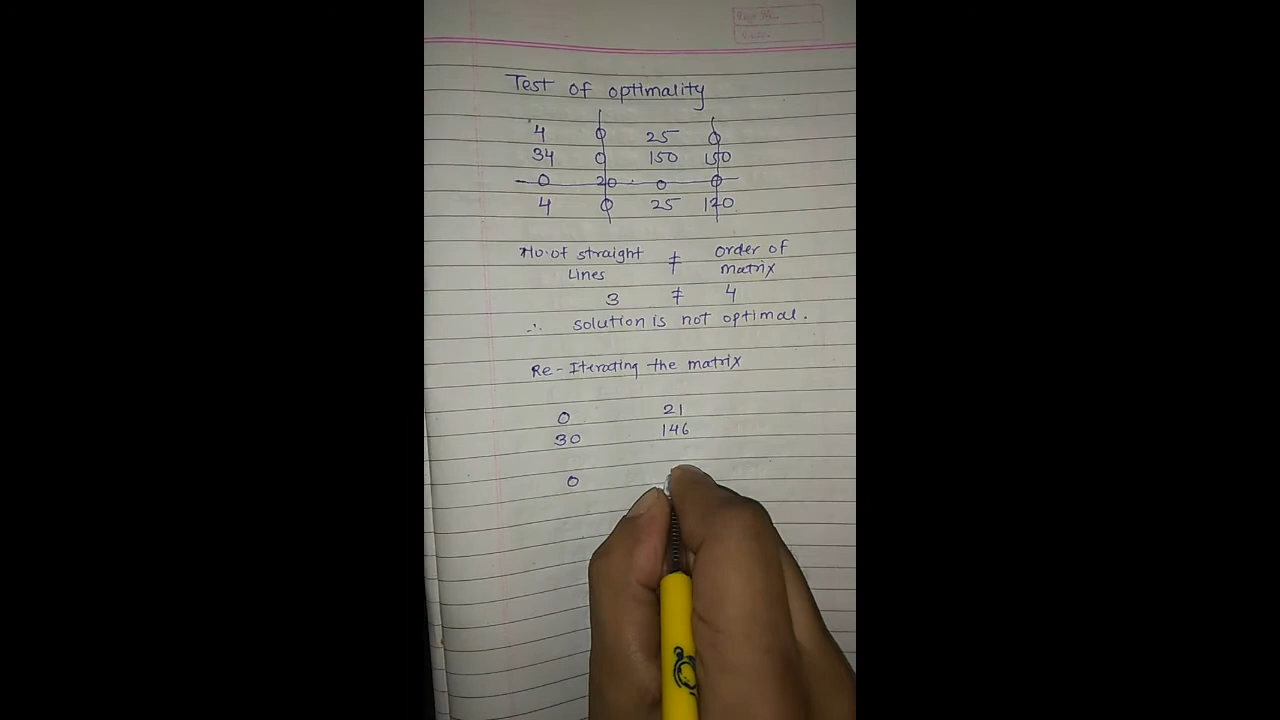 Test of optimality
4 0 25 0
34 0 150 150
0 20 0 0
4 0 25 120
No. of straight Lines ≠ order of matrix
3 ≠ 4
∴ solution is not optimal.
Re-Iterating the matrix
0 21
30 146
0